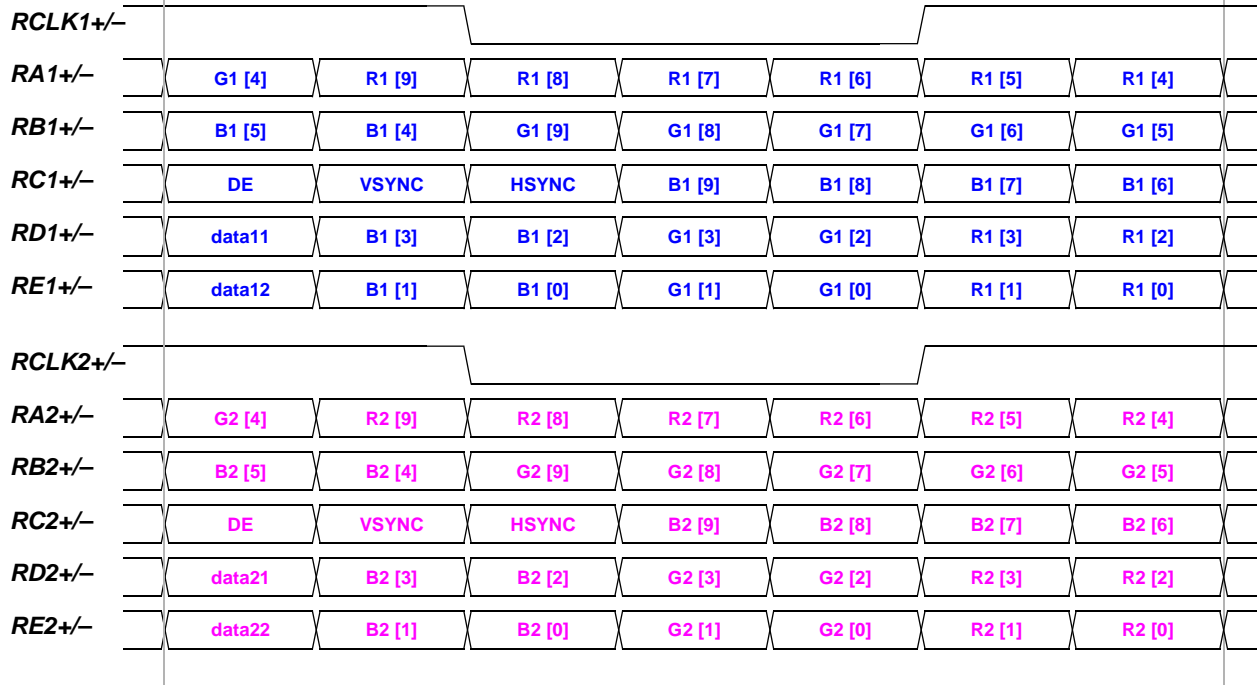 RCLK1+/–
RA1+/– G1 [4] R1 [9] R1 [8] R1 [7] R1 [6] R1 [5] R1 [4]
RB1+/– B1 [5] B1 [4] G1 [9] G1 [8] G1 [7] G1 [6] G1 [5]
RC1+/– DE VSYNC HSYNC B1 [9] B1 [8] B1 [7] B1 [6]
RD1+/– data11 B1 [3] B1 [2] G1 [3] G1 [2] R1 [3] R1 [2]
RE1+/– data12 B1 [1] B1 [0] G1 [1] G1 [0] R1 [1] R1 [0]
RCLK2+/–
RA2+/– G2 [4] R2 [9] R2 [8] R2 [7] R2 [6] R2 [5] R2 [4]
RB2+/– B2 [5] B2 [4] G2 [9] G2 [8] G2 [7] G2 [6] G2 [5]
RC2+/– DE VSYNC HSYNC B2 [9] B2 [8] B2 [7] B2 [6]
RD2+/– data21 B2 [3] B2 [2] G2 [3] G2 [2] R2 [3] R2 [2]
RE2+/– data22 B2 [1] B2 [0] G2 [1] G2 [0] R2 [1] R2 [0]